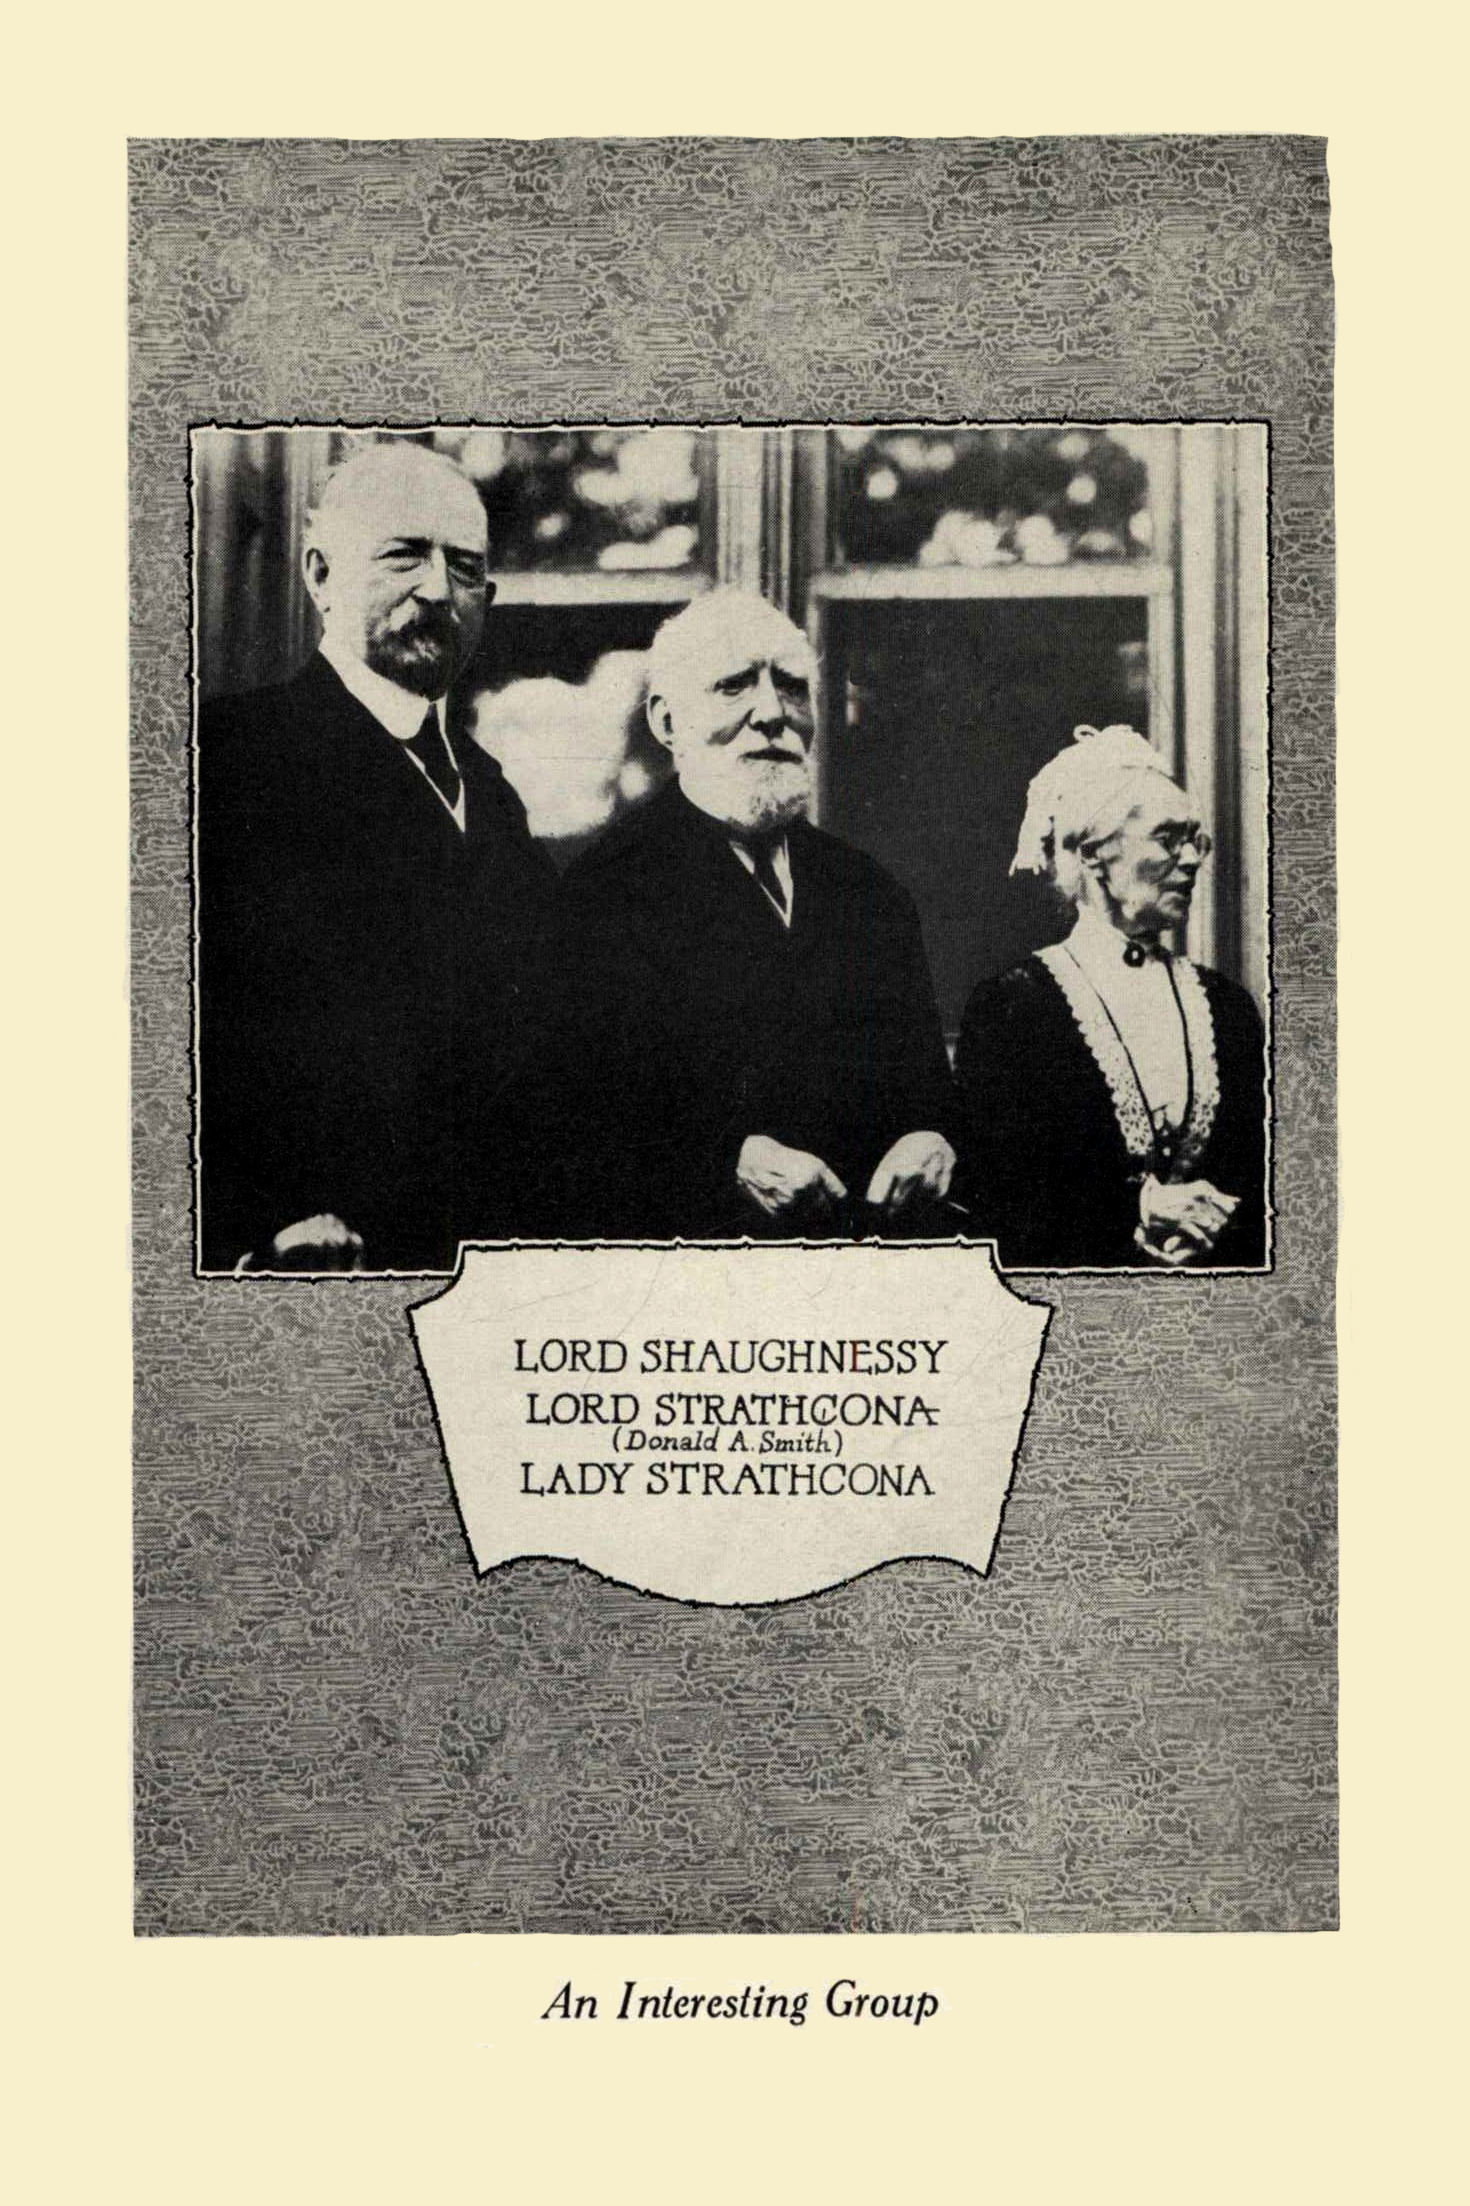 LORD SHAUGHNESSY
LORD STRATHCONA
(Donald A. Smith)
LADY STRATHCONA
An Interesting Group